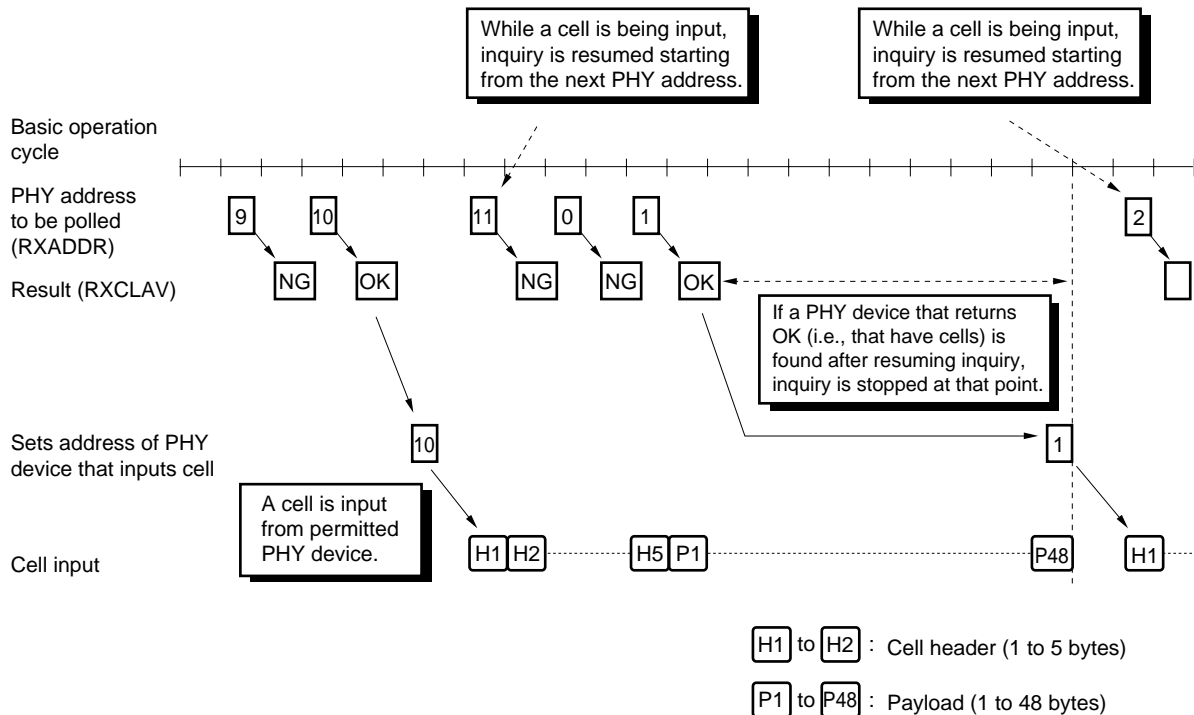 While a cell is being input,
inquiry is resumed starting
from the next PHY address.
While a cell is being input,
inquiry is resumed starting
from the next PHY address.
Basic operation
cycle
PHY address
to be polled
(RXADDR)
9
10
11
0
1
2
Result (RXCLAV)
NG
OK
NG
NG
OK
If a PHY device that returns
OK (i.e., that have cells) is
found after resuming inquiry,
inquiry is stopped at that point.
Sets address of PHY
device that inputs cell
10
1
A cell is input
from permitted
PHY device.
Cell input
H1
H2
H5
P1
P48
H1
H1 to H2 : Cell header (1 to 5 bytes)
P1 to P48 : Payload (1 to 48 bytes)